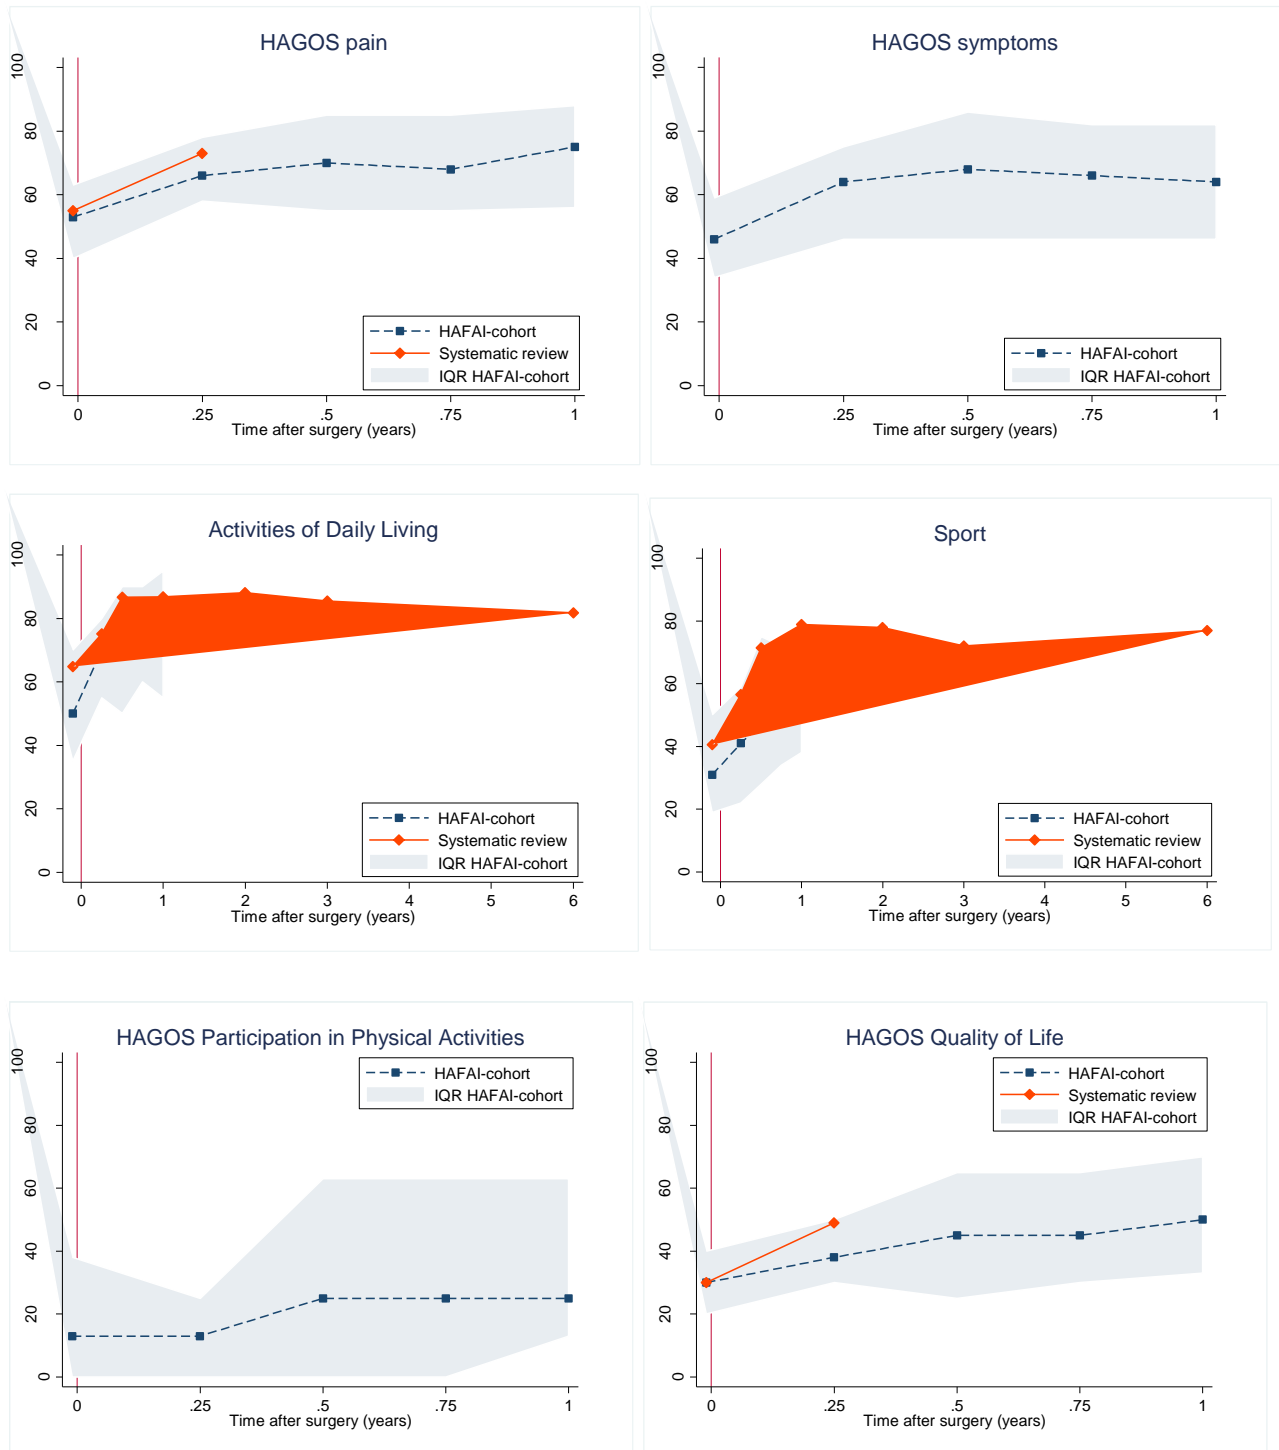 HAGOS pain
100
80
60
40
20
0
HAFAI-cohort
Systematic review
IQR HAFAI-cohort
0 .25 .5 .75 1
Time after surgery (years)
HAGOS symptoms
100
80
60
40
20
0
HAFAI-cohort
IQR HAFAI-cohort
0 .25 .5 .75 1
Time after surgery (years)
Activities of Daily Living
100
80
60
40
20
0
HAFAI-cohort
Systematic review
IQR HAFAI-cohort
0 1 2 3 4 5 6
Time after surgery (years)
Sport
100
80
60
40
20
0
HAFAI-cohort
Systematic review
IQR HAFAI-cohort
0 1 2 3 4 5 6
Time after surgery (years)
HAGOS Participation in Physical Activities
HAFAI-cohort
IQR HAFAI-cohort
100
80
60
40
20
0
0 .25 .5 .75 1
Time after surgery (years)
HAGOS Quality of Life
HAFAI-cohort
Systematic review
IQR HAFAI-cohort
100
80
60
40
20
0
0 .25 .5 .75 1
Time after surgery (years)